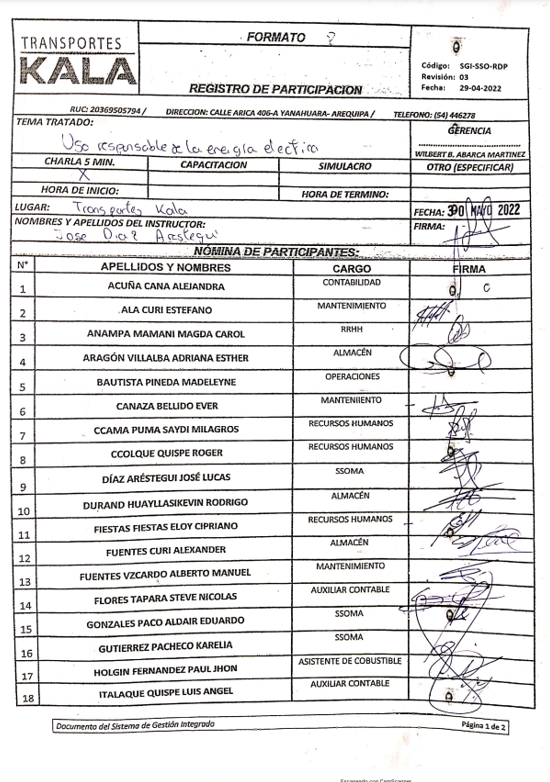 TRANSPORTES
KALA
FORMATO
REGISTRO DE PARTICIPACION
Código: SGI-SSO-RDP
Revisión: 03
Fecha: 29-04-2022
RUC: 20369505794 / DIRECCION: CALLE ARICA 406-A YANAHUARA- AREQUIPA / TELEFONO: (54) 446278
TEMA TRATADO:
Uso responsable de la energía electrica
GERENCIA
WILBERT B. ABARCA MARTINEZ
CHARLA 5 MIN. CAPACITACION SIMULACRO OTRO (ESPECIFICAR)
X
HORA DE INICIO: HORA DE TERMINO:
LUGAR: Transportes Kala FECHA: 30 MAYO 2022
NOMBRES Y APELLIDOS DEL INSTRUCTOR: FIRMA:
Jose Diaz Arestegui
NÓMINA DE PARTICIPANTES:
N° APELLIDOS Y NOMBRES CARGO FIRMA
1 ACUÑA CANA ALEJANDRA CONTABILIDAD
2 ALA CURI ESTEFANO MANTENIMIENTO
3 ANAMPA MAMANI MAGDA CAROL RRHH
4 ARAGÓN VILLALBA ADRIANA ESTHER ALMACÉN
5 BAUTISTA PINEDA MADELEYNE OPERACIONES
6 CANAZA BELLIDO EVER MANTENIIENTO
7 CCAMA PUMA SAYDI MILAGROS RECURSOS HUMANOS
8 CCOLQUE QUISPE ROGER RECURSOS HUMANOS
9 DÍAZ ARÉSTEGUI JOSÉ LUCAS SSOMA
10 DURAND HUAYLLASIKEVIN RODRIGO ALMACÉN
11 FIESTAS FIESTAS ELOY CIPRIANO RECURSOS HUMANOS
12 FUENTES CURI ALEXANDER ALMACÉN
13 FUENTES VZCARDO ALBERTO MANUEL MANTENIMIENTO
14 FLORES TAPARA STEVE NICOLAS AUXILIAR CONTABLE
15 GONZALES PACO ALDAIR EDUARDO SSOMA
16 GUTIERREZ PACHECO KARELIA SSOMA
17 HOLGIN FERNANDEZ PAUL JHON ASISTENTE DE COBUSTIBLE
18 ITALAQUE QUISPE LUIS ANGEL AUXILIAR CONTABLE
Documento del Sistema de Gestión Integrado Página 1 de 2
Escaneado con CamScanner